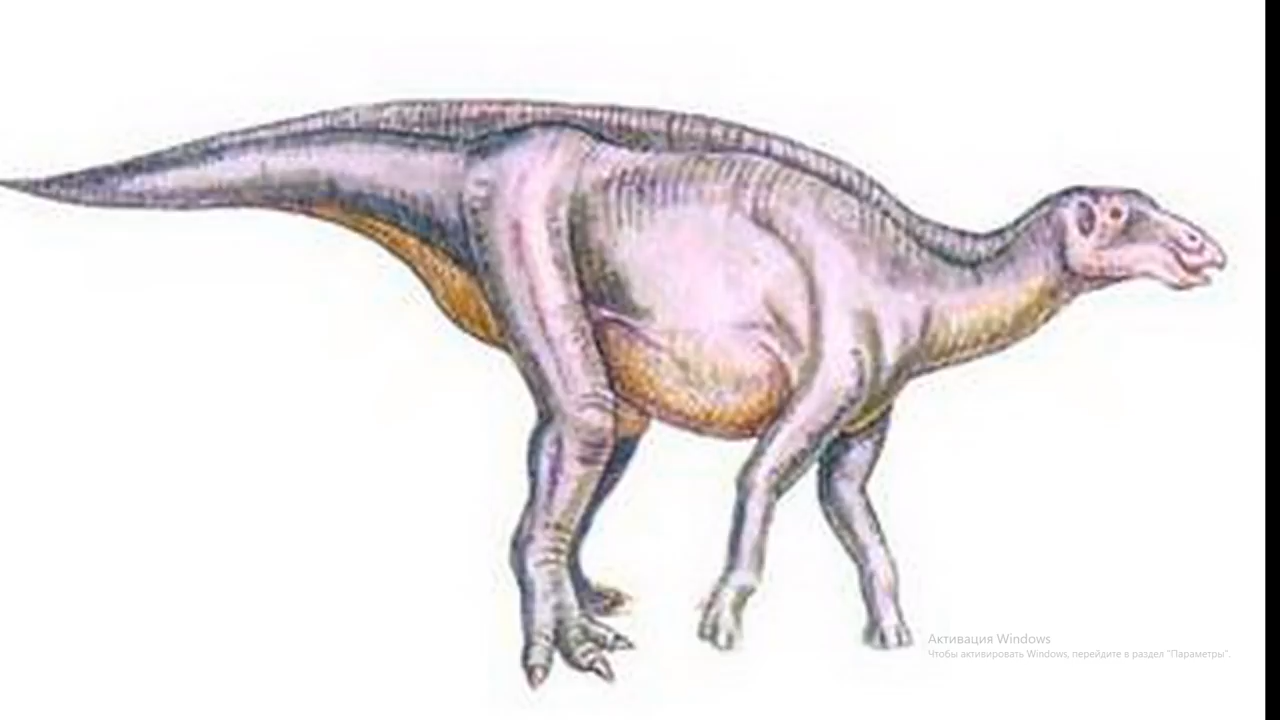 Активация Windows
Чтобы активировать Windows, перейдите в раздел "Параметры".